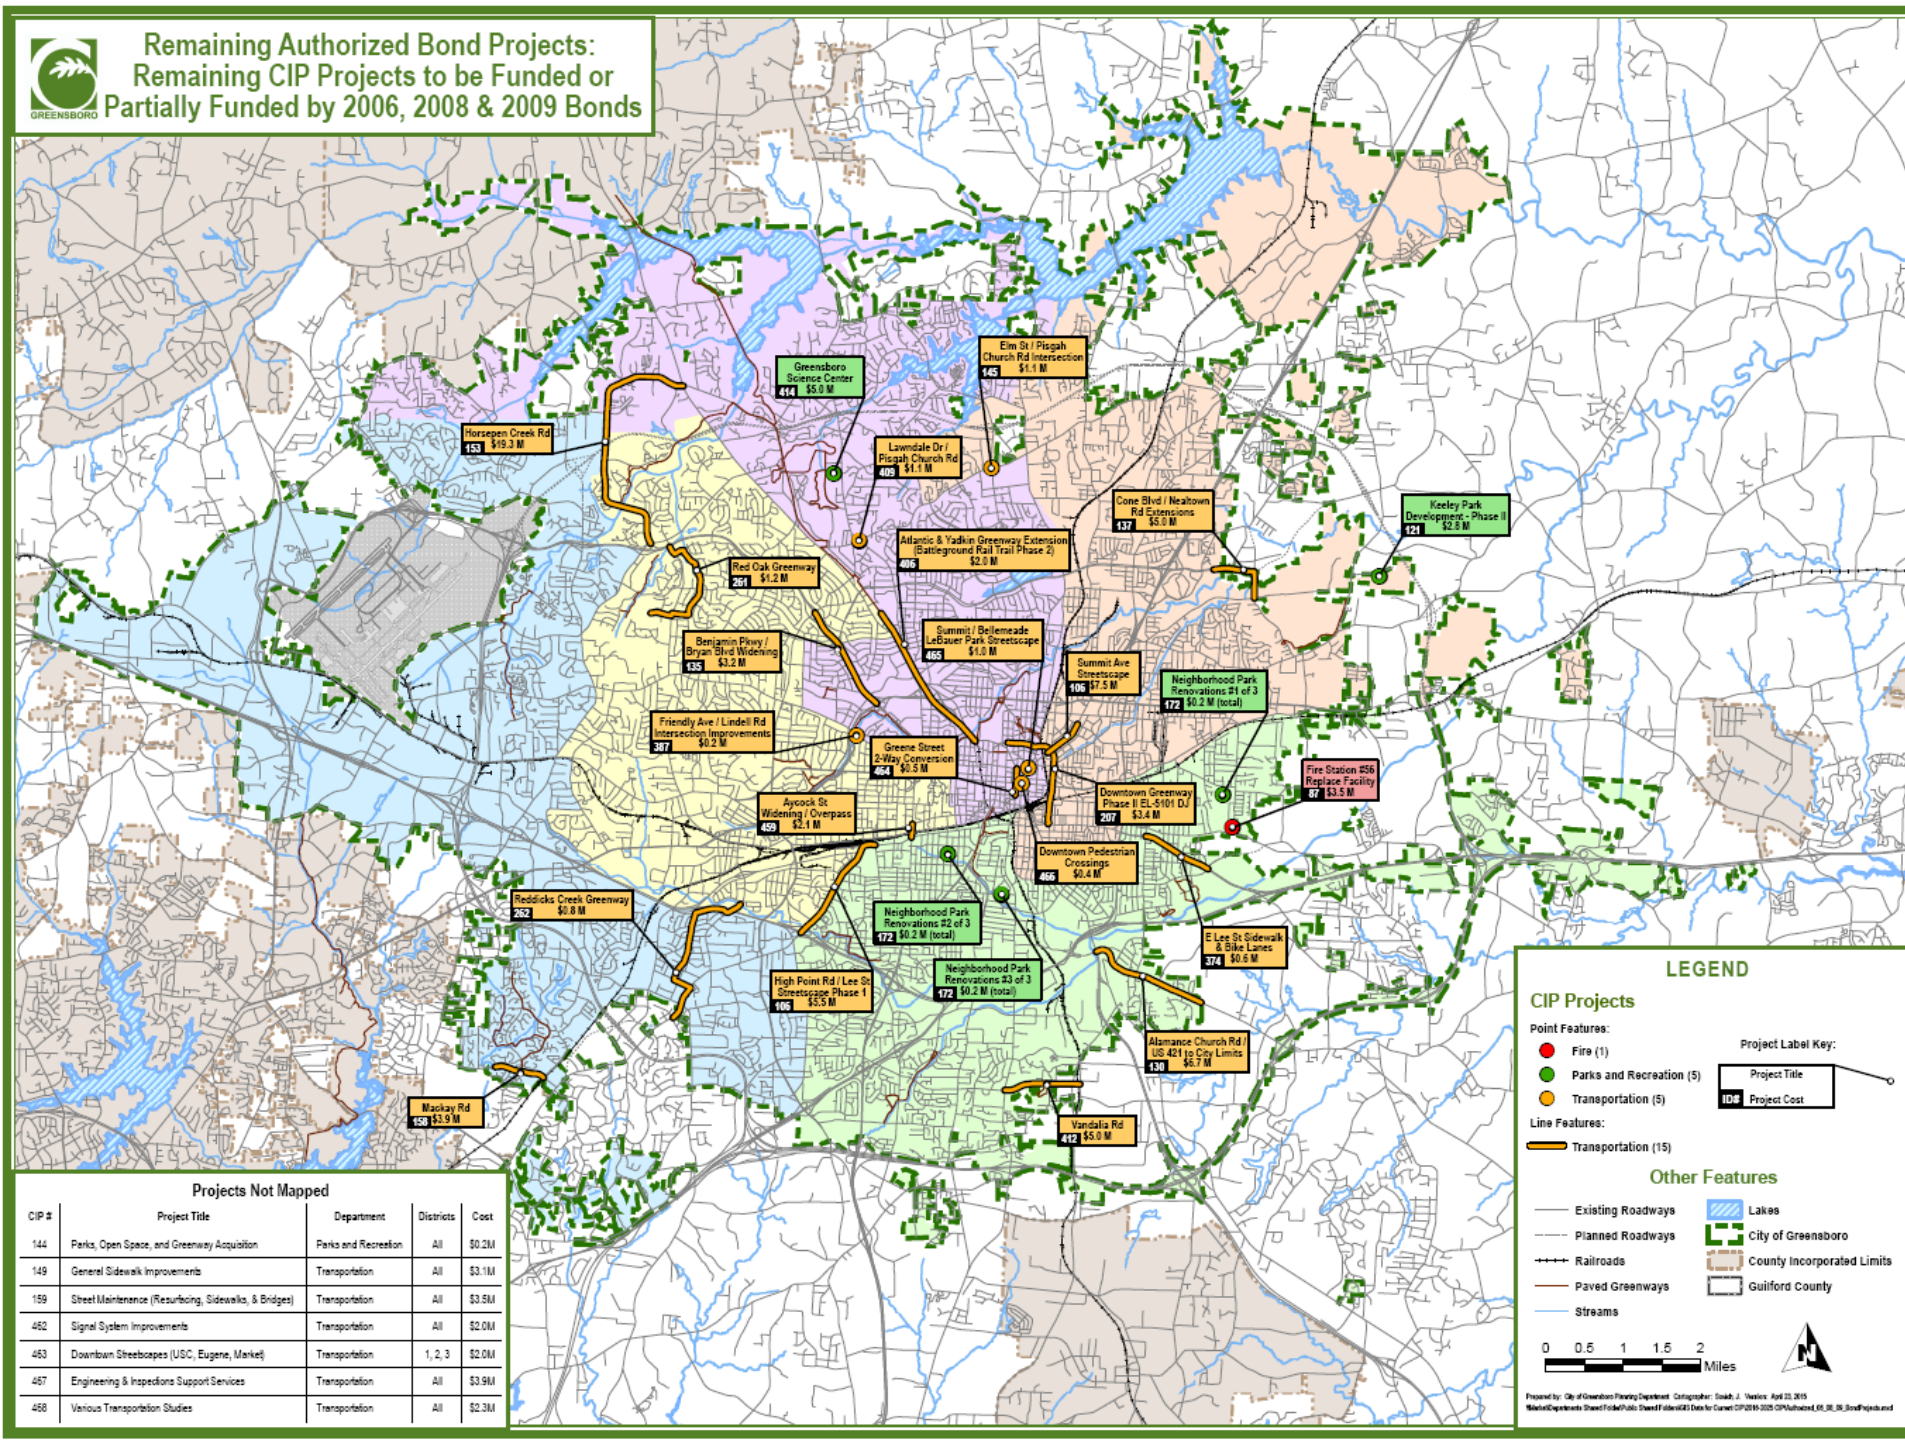 GREENSBORO
Remaining Authorized Bond Projects:
Remaining CIP Projects to be Funded or
Partially Funded by 2006, 2008 & 2009 Bonds
Elm St / Pisgah
Church Rd Intersection
145 $1.1 M
Greensboro
Science Center
414 $5.0 M
Horsepen Creek Rd
153 $19.3 M
Lawndale Dr /
Pisgah Church Rd
409 $1.1 M
Cone Blvd / Nealtown
Rd Extensions
137 $5.0 M
Keeley Park
Development - Phase II
121 $2.8 M
Atlantic & Yadkin Greenway Extension
(Battleground Rail Trail Phase 2)
406 $2.0 M
Red Oak Greenway
261 $1.2 M
Benjamin Pkwy /
Bryan Blvd Widening
135 $3.2 M
Summit / Bellemeade
LeBauer Park Streetscape
465 $1.0 M
Summit Ave
Streetscape
106 $7.5 M
Neighborhood Park
Renovations #1 of 3
172 $0.2 M (total)
Friendly Ave / Lindell Rd
Intersection Improvements
387 $0.2 M
Greene Street
2-Way Conversion
464 $0.5 M
Fire Station #56
Replace Facility
87 $3.5 M
Aycock St
Widening / Overpass
459 $2.1 M
Downtown Greenway
Phase II EL-5101 DJ
207 $3.4 M
Downtown Pedestrian
Crossings
466 $0.4 M
Reddicks Creek Greenway
262 $0.8 M
Neighborhood Park
Renovations #2 of 3
172 $0.2 M (total)
E Lee St Sidewalk
& Bike Lanes
374 $0.6 M
High Point Rd / Lee St
Streetscape Phase 1
105 $5.5 M
Neighborhood Park
Renovations #3 of 3
172 $0.2 M (total)
Alamance Church Rd /
US 421 to City Limits
130 $6.7 M
Mackay Rd
158 $3.9 M
Vandalia Rd
412 $5.0 M
Projects Not Mapped
CIP # Project Title Department Districts Cost
144 Parks, Open Space, and Greenway Acquisition Parks and Recreation All $0.2M
149 General Sidewalk Improvements Transportation All $3.1M
159 Street Maintenance (Resurfacing, Sidewalks, & Bridges) Transportation All $3.5M
462 Signal System Improvements Transportation All $2.0M
463 Downtown Streetscapes (USC, Eugene, Market) Transportation 1, 2, 3 $2.0M
467 Engineering & Inspections Support Services Transportation All $3.9M
468 Various Transportation Studies Transportation All $2.3M
LEGEND
CIP Projects
Point Features:
Fire (1)
Parks and Recreation (5)
Transportation (5)
Line Features:
Transportation (15)
Project Label Key:
Project Title
ID# Project Cost
Other Features
Existing Roadways
Planned Roadways
Railroads
Paved Greenways
Streams
Lakes
City of Greensboro
County Incorporated Limits
Guilford County
0 0.5 1 1.5 2
Miles
N
Prepared by: City of Greensboro Planning Department Cartographer: J. Version: April 23, 2015